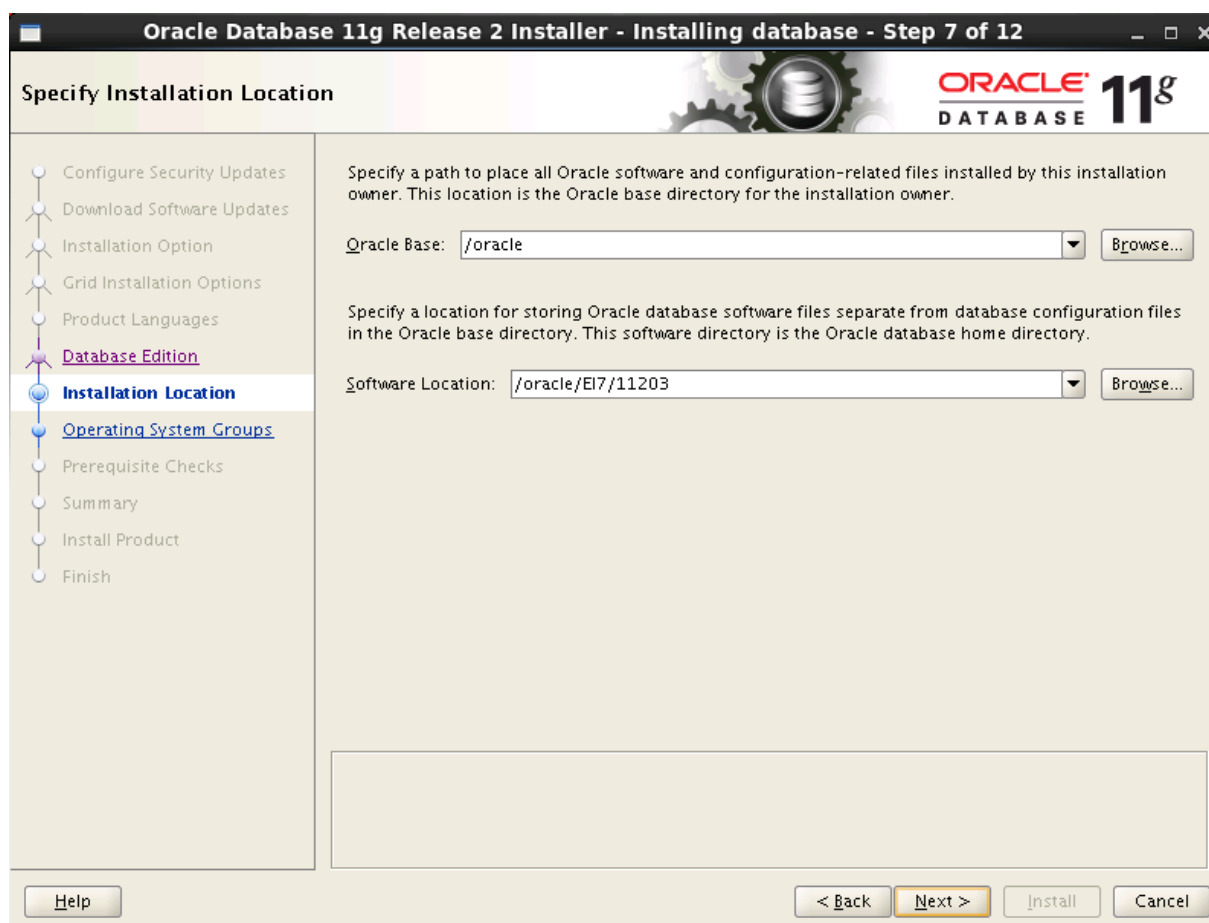 Oracle Database 11g Release 2 Installer - Installing database - Step 7 of 12
Specify Installation Location
ORACLE
DATABASE
11g
Configure Security Updates
Download Software Updates
Installation Option
Grid Installation Options
Product Languages
Database Edition
Installation Location
Operating System Groups
Prerequisite Checks
Summary
Install Product
Finish
Specify a path to place all Oracle software and configuration-related files installed by this installation
owner. This location is the Oracle base directory for the installation owner.
Oracle Base: /oracle Browse...
Specify a location for storing Oracle database software files separate from database configuration files
in the Oracle base directory. This software directory is the Oracle database home directory.
Software Location: /oracle/EI7/11203 Browse...
Help < Back Next > Install Cancel